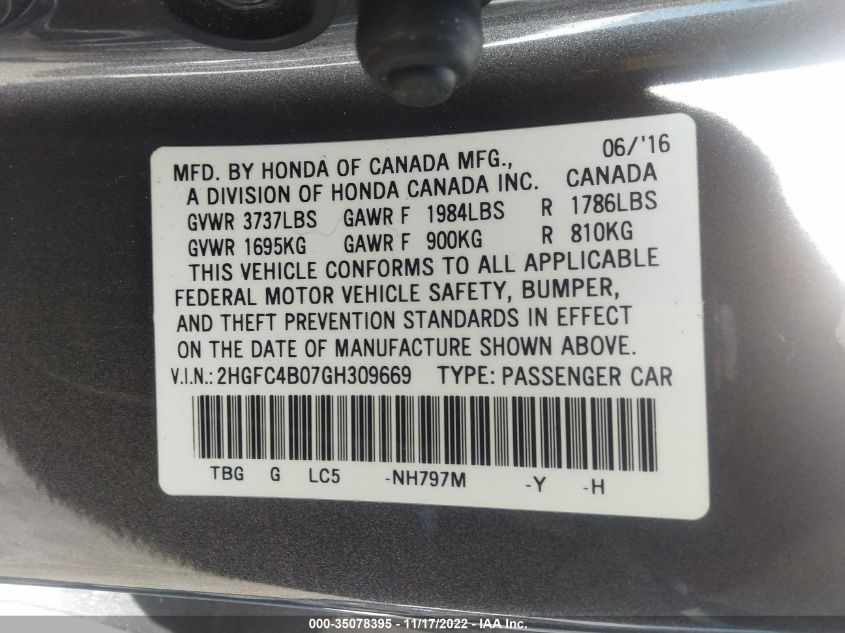 06/'16
MFD. BY HONDA OF CANADA MFG.,
A DIVISION OF HONDA CANADA INC. CANADA
GVWR 3737LBS GAWR F 1984LBS R 1786LBS
GVWR 1695KG GAWR F 900KG R 810KG
THIS VEHICLE CONFORMS TO ALL APPLICABLE
FEDERAL MOTOR VEHICLE SAFETY, BUMPER,
AND THEFT PREVENTION STANDARDS IN EFFECT
ON THE DATE OF MANUFACTURE SHOWN ABOVE.
V.I.N.: 2HGFC4B07GH309669 TYPE: PASSENGER CAR
TBG G LC5 -NH797M -Y -H
000-35078395 - 11/17/2022 - IAA Inc.